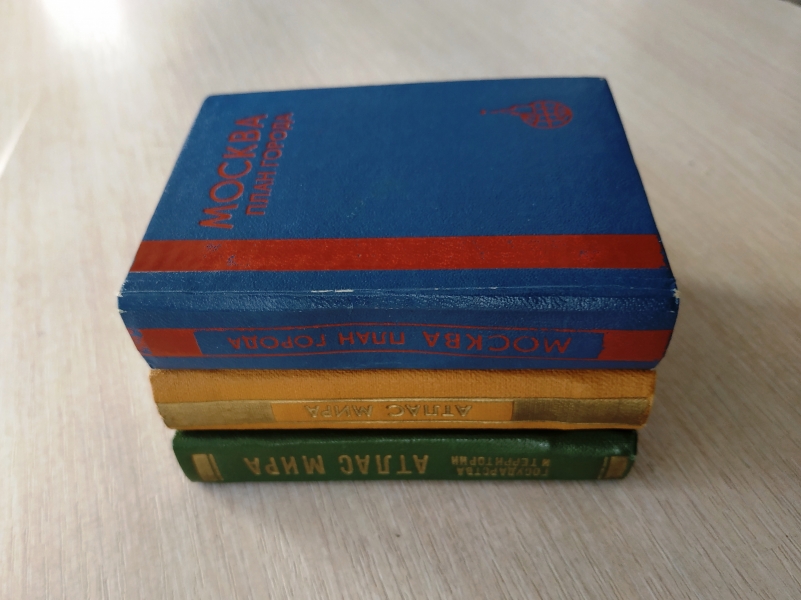 МОСКВА
ПЛАН ГОРОДА
МОСКВА ПЛАН ГОРОДА
АТЛАС МИРА
АТЛАС МИРА
ГОСУДАРСТВА
И ТЕРРИТОРИИ